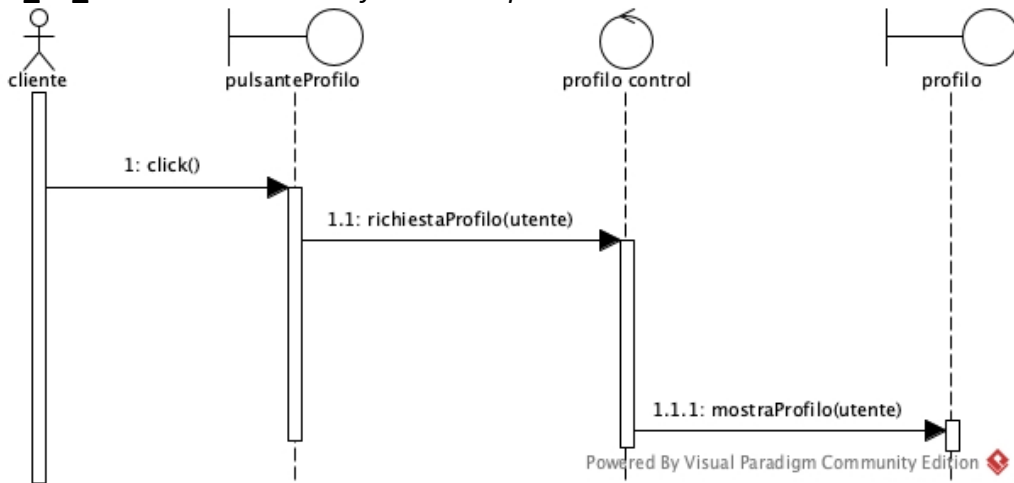 cliente
pulsanteProfilo
profilo control
profilo
1: click()
1.1: richiestaProfilo(utente)
1.1.1: mostraProfilo(utente)
Powered By Visual Paradigm Community Edition